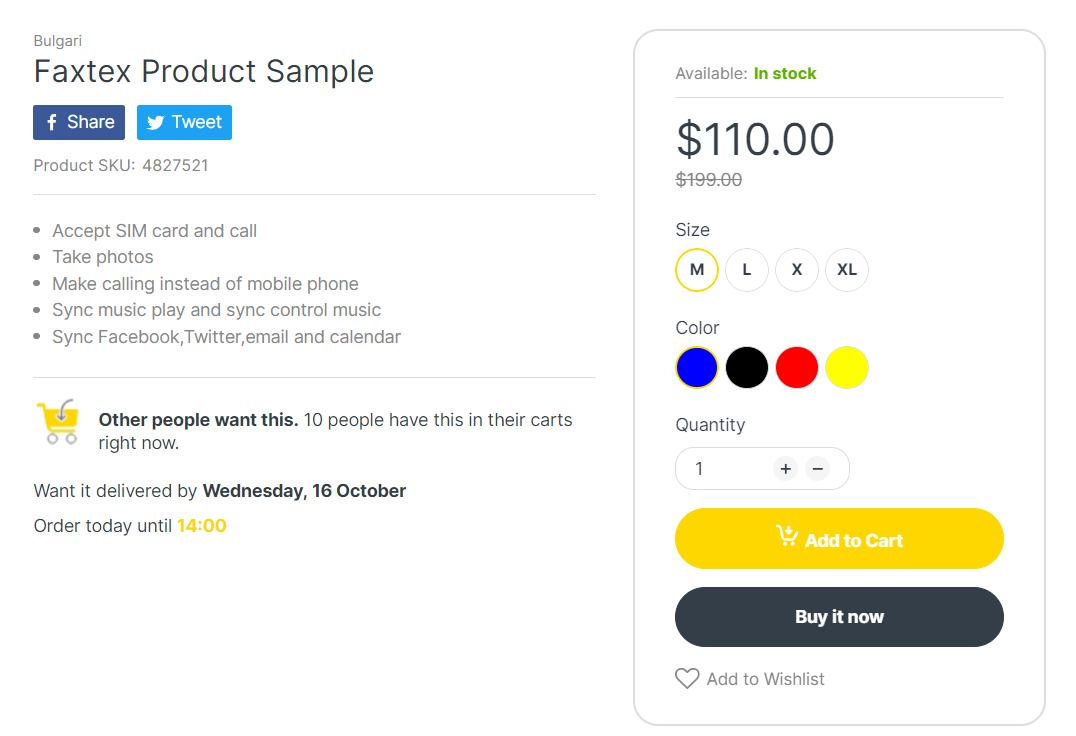 Bulgari
Faxtex Product Sample
Share
Tweet
Product SKU: 4827521
Accept SIM card and call
Take photos
Make calling instead of mobile phone
Sync music play and sync control music
Sync Facebook,Twitter,email and calendar
Other people want this. 10 people have this in their carts
right now.
Want it delivered by Wednesday, 16 October
Order today until 14:00
Available: In stock
$110.00
$199.00
Size
M L X XL
Color
Quantity
1 + −
Add to Cart
Buy it now
Add to Wishlist